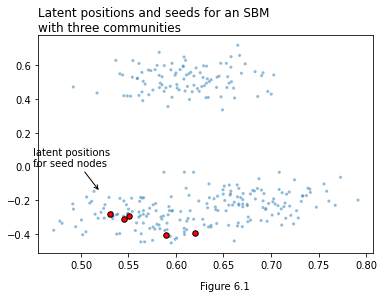 Latent positions and seeds for an SBM
with three communities
0.6
0.4
0.2
0.0
latent positions
for seed nodes
−0.2
−0.4
0.50 0.55 0.60 0.65 0.70 0.75 0.80
Figure 6.1